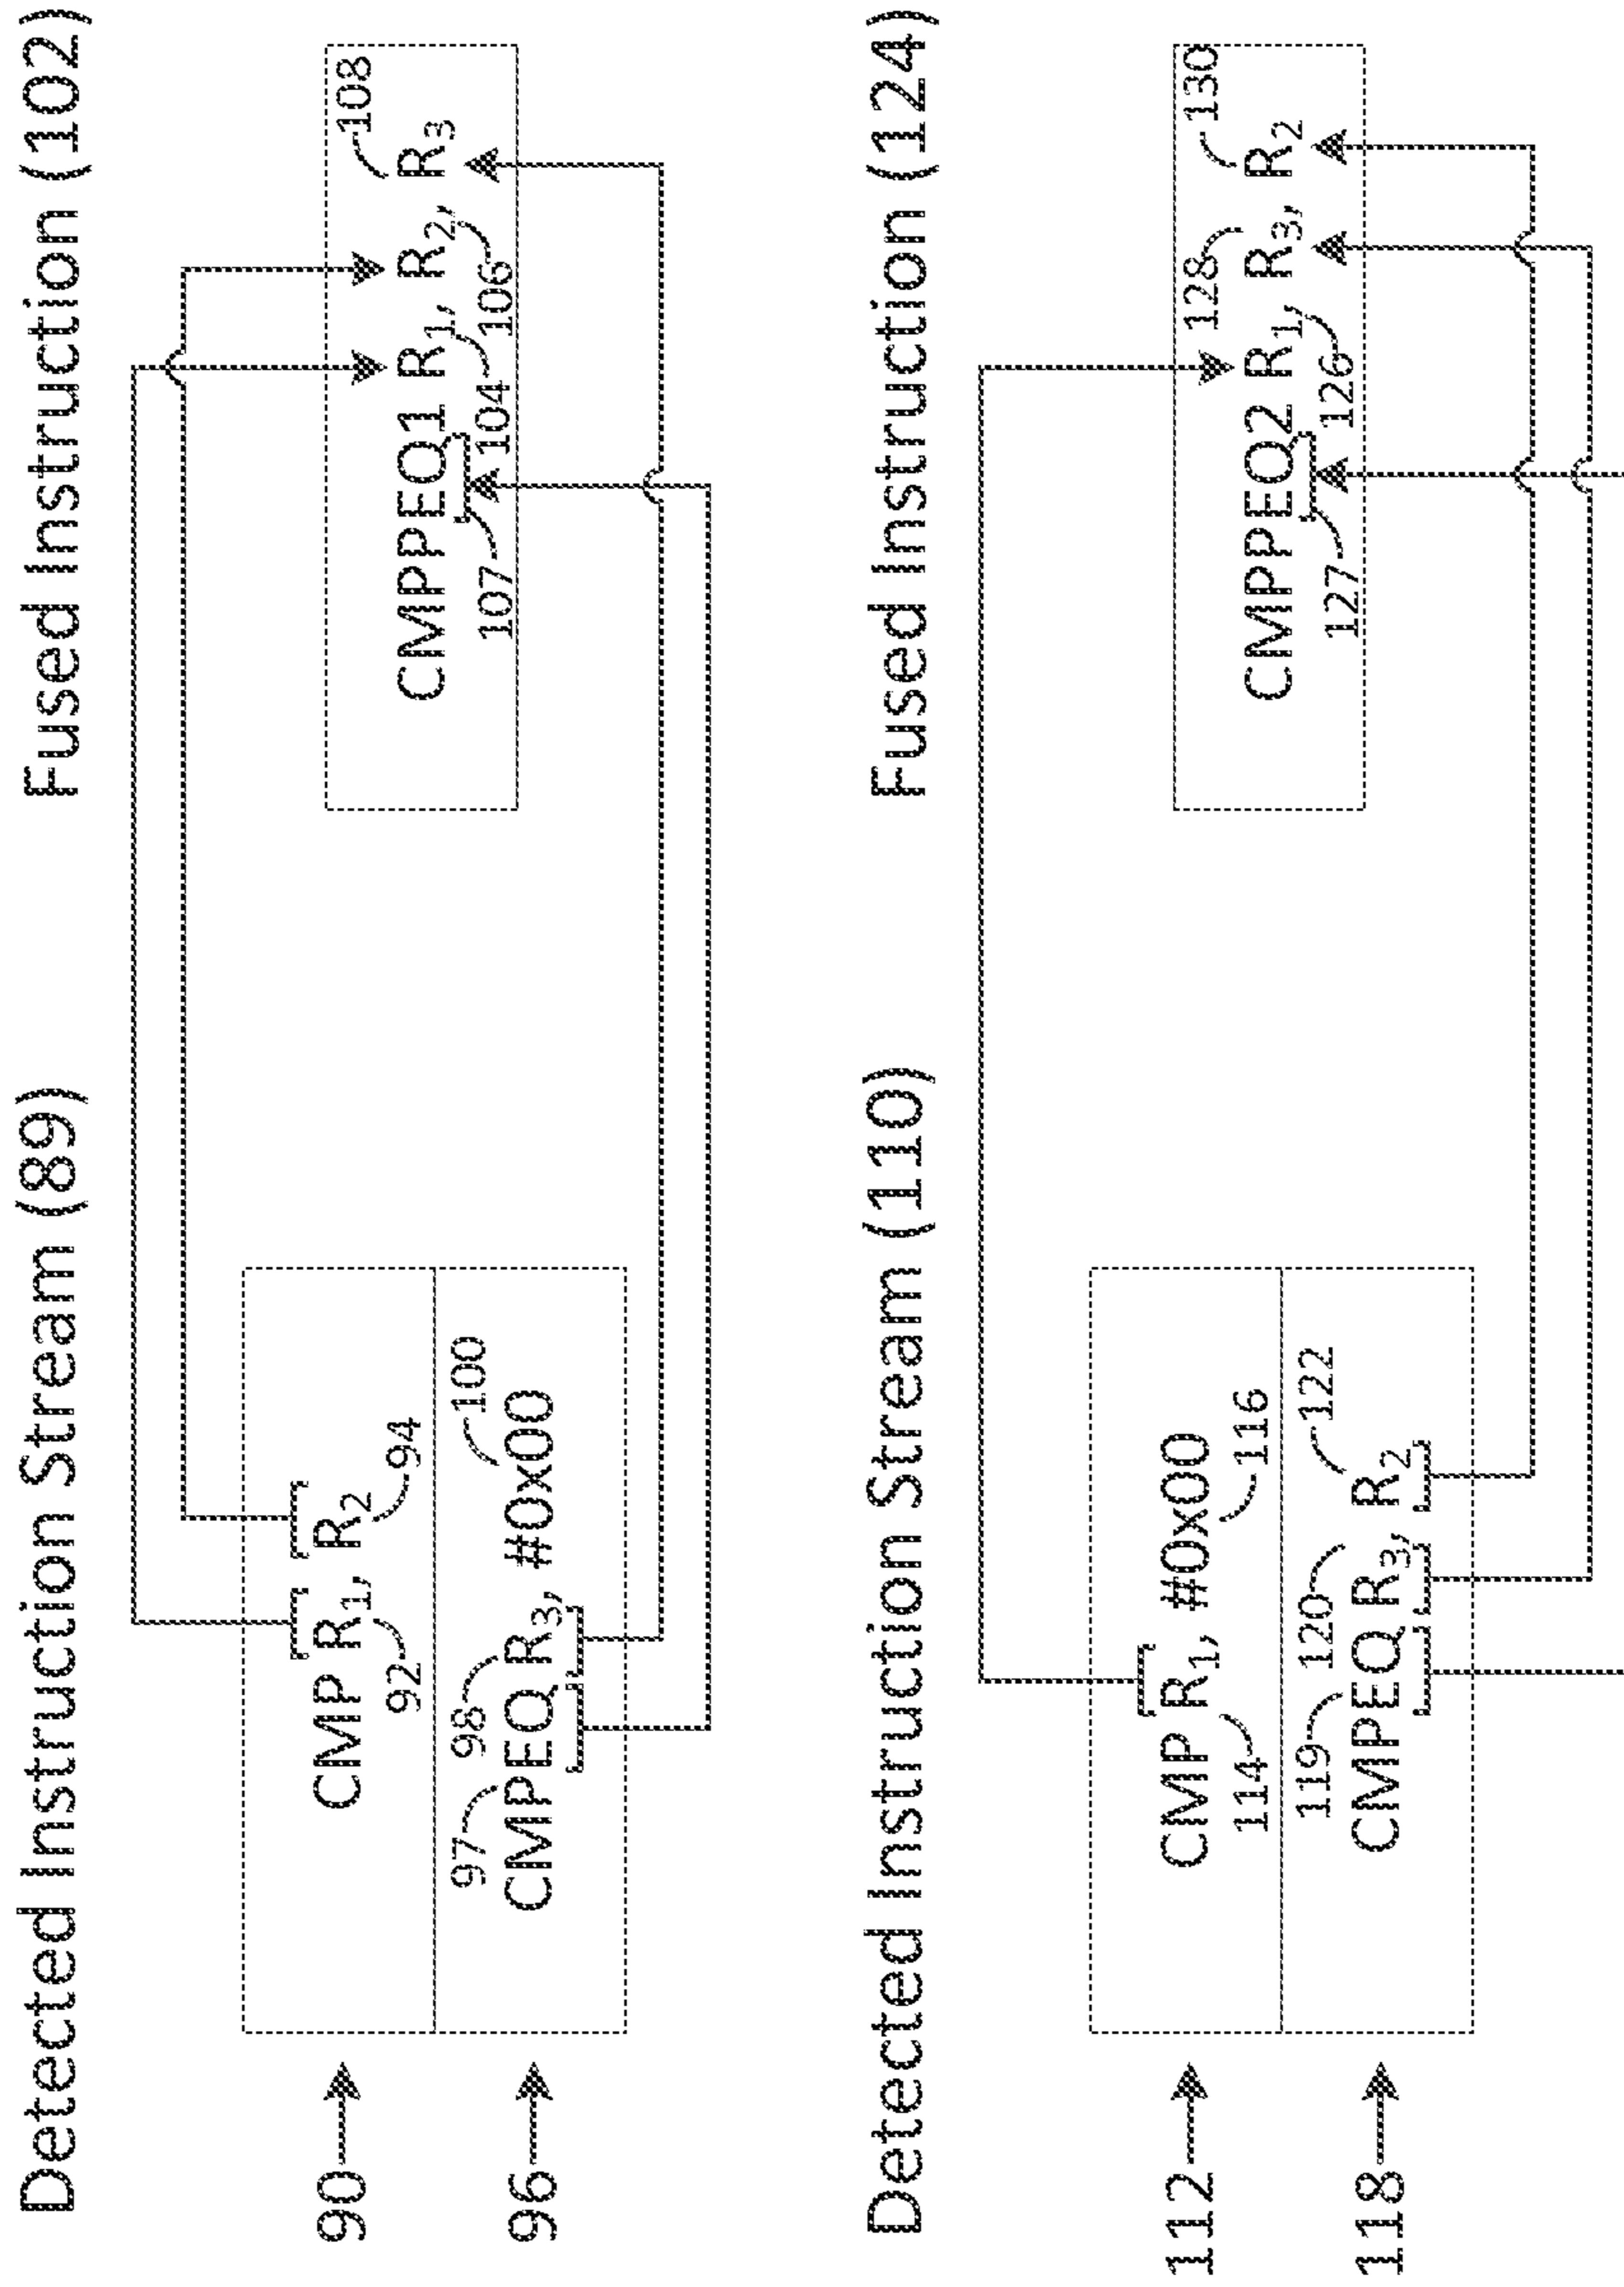 Detected Instruction Stream (89)
Fused Instruction (102)
90
CMP R1, R2
92
94
96
97
98
100
CMPEQ R3, #0x00
108
CMPPEQ1 R1, R2, R3
107
104
106
Detected Instruction Stream (110)
Fused Instruction (124)
112
CMP R1, #0x00
114
116
118
119
120
122
CMPEQ R3, R2
128
130
CMPPEQ2 R1, R3, R2
127
126